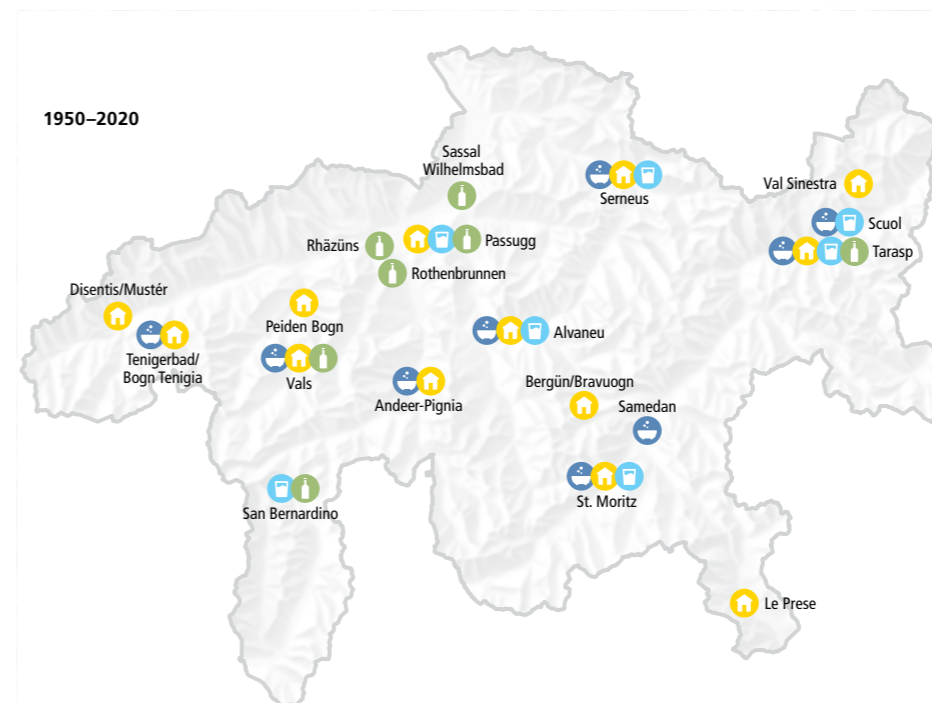 1950–2020
Sassal
Wilhelmsbad
Serneus
Val Sinestra
Scuol
Tarasp
Rhäzüns
Passugg
Rothenbrunnen
Disentis/Mustér
Peiden Bogn
Tenigerbad/
Bogn Tenigia
Vals
Alvaneu
Andeer-Pignia
Bergün/Bravuogn
Samedan
St. Moritz
San Bernardino
Le Prese